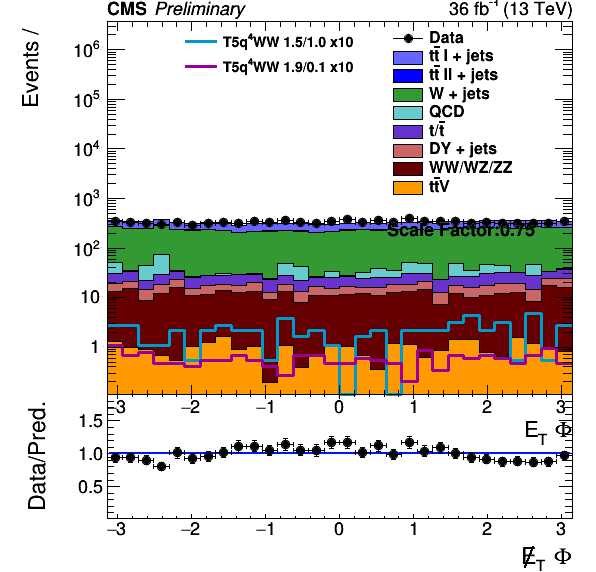 CMS Preliminary 36 fb⁻¹ (13 TeV)
Events /
T5q⁴WW 1.5/1.0 x10
T5q⁴WW 1.9/0.1 x10
Data
tt̄ l + jets
tt̄ ll + jets
W + jets
QCD
t/t̄
DY + jets
WW/WZ/ZZ
tt̄V
Scale Factor:0.75
10⁶
10⁵
10⁴
10³
10²
10
1
−3 −2 −1 0 1 2 3
E_T Φ
Data/Pred.
1.5
1.0
0.5
−3 −2 −1 0 1 2 3
E̸_T Φ